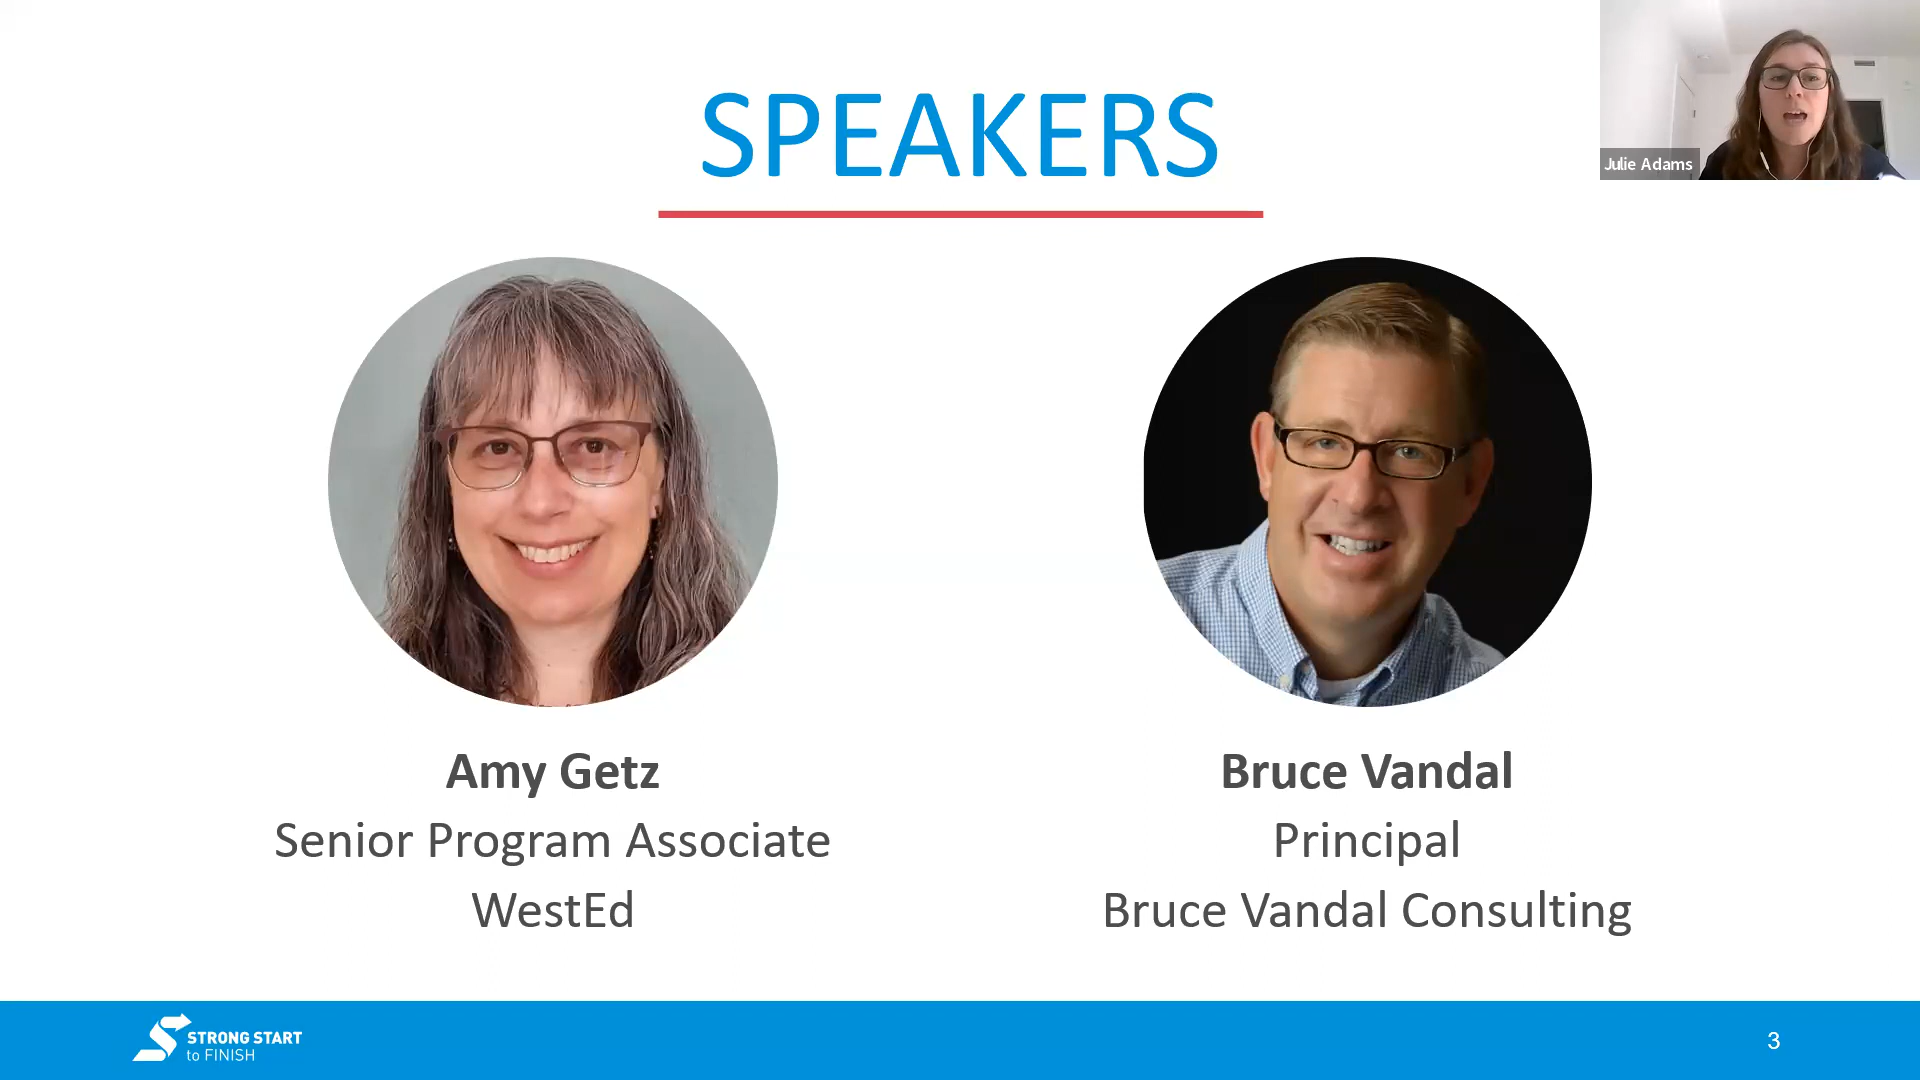 SPEAKERS
Julie Adams
Amy Getz
Senior Program Associate
WestEd
Bruce Vandal
Principal
Bruce Vandal Consulting
STRONG START
to FINISH
3